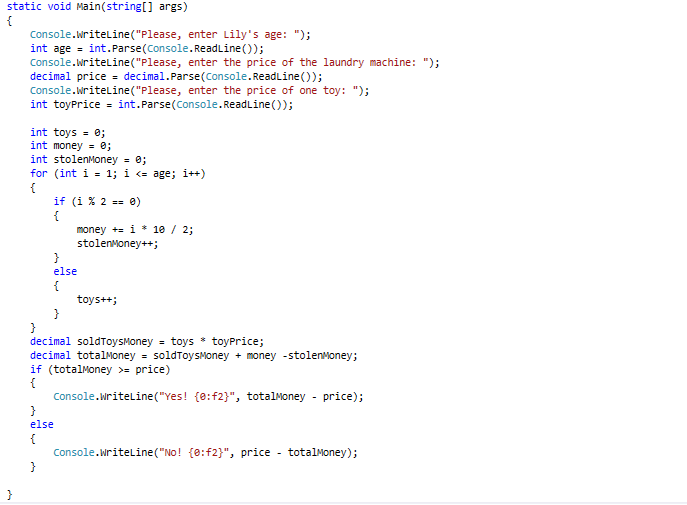 static void Main(string[] args)
{
    Console.WriteLine("Please, enter Lily's age: ");
    int age = int.Parse(Console.ReadLine());
    Console.WriteLine("Please, enter the price of the laundry machine: ");
    decimal price = decimal.Parse(Console.ReadLine());
    Console.WriteLine("Please, enter the price of one toy: ");
    int toyPrice = int.Parse(Console.ReadLine());

    int toys = 0;
    int money = 0;
    int stolenMoney = 0;
    for (int i = 1; i <= age; i++)
    {
        if (i % 2 == 0)
        {
            money += i * 10 / 2;
            stolenMoney++;
        }
        else
        {
            toys++;
        }
    }
    decimal soldToysMoney = toys * toyPrice;
    decimal totalMoney = soldToysMoney + money -stolenMoney;
    if (totalMoney >= price)
    {
        Console.WriteLine("Yes! {0:f2}", totalMoney - price);
    }
    else
    {
        Console.WriteLine("No! {0:f2}", price - totalMoney);
    }

}